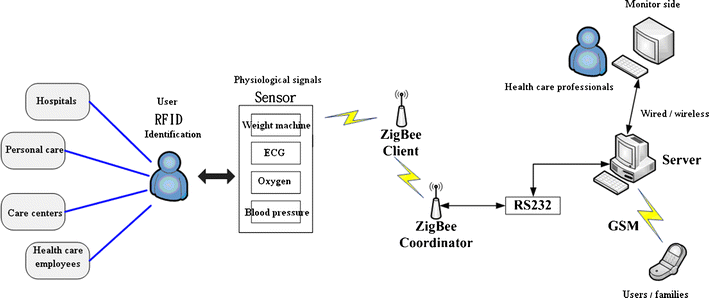 Monitor side
Health care professionals
Physiological signals
Sensor
User
RFID
Identification
Hospitals
Personal care
Care centers
Health care
employees
Weight machine
ECG
Oxygen
Blood pressure
ZigBee
Client
ZigBee
Coordinator
RS232
Wired / wireless
Server
GSM
Users / families